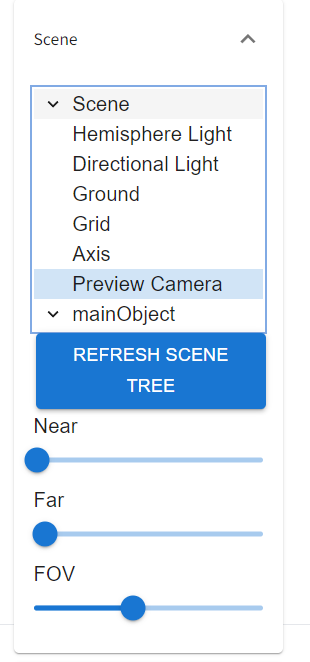 Scene
Scene
Hemisphere Light
Directional Light
Ground
Grid
Axis
Preview Camera
mainObject
REFRESH SCENE
TREE
Near
Far
FOV